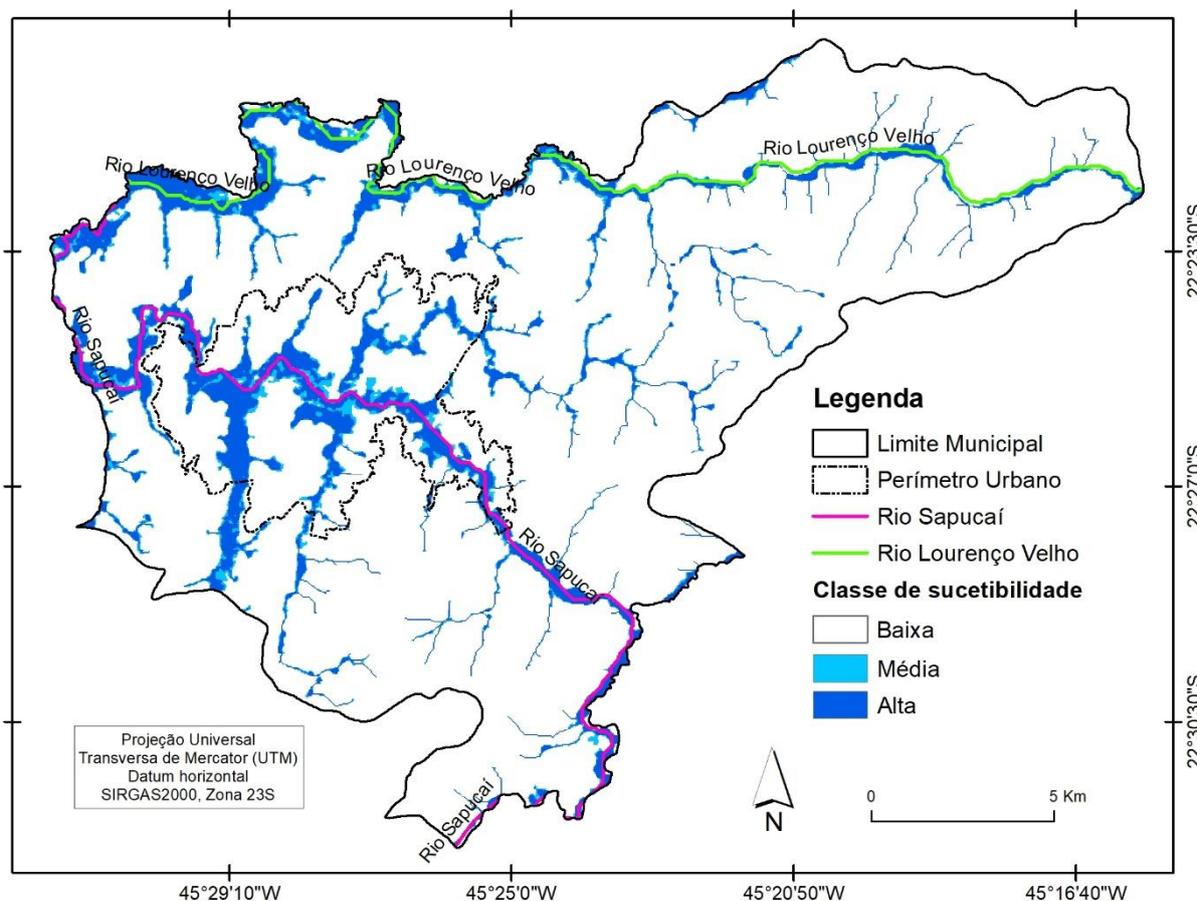 Rio Lourenço Velho
Rio Lourenço Velho
Rio Lourenço Velho
Rio Sapucaí
Rio Sapucaí
Rio Sapucaí
Legenda
Limite Municipal
Perímetro Urbano
Rio Sapucaí
Rio Lourenço Velho
Classe de sucetibilidade
Baixa
Média
Alta
Projeção Universal
Transversa de Mercator (UTM)
Datum horizontal
SIRGAS2000, Zona 23S
N
0 5 Km
22°23'30"S
22°27'0"S
22°30'30"S
45°29'10"W 45°25'0"W 45°20'50"W 45°16'40"W